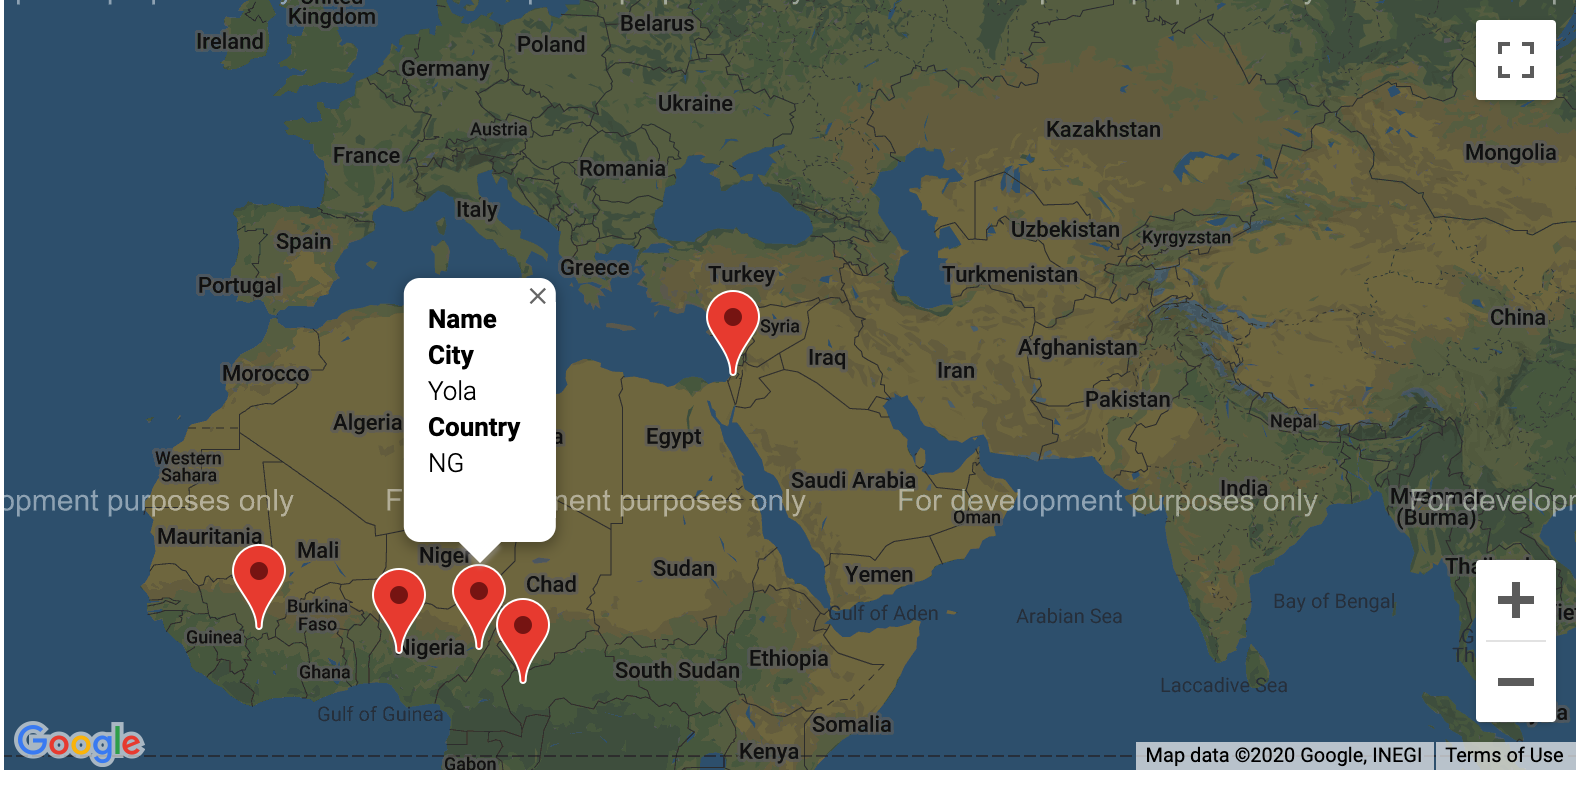 Kingdom
Ireland
Belarus
Poland
Germany
Ukraine
Austria
Kazakhstan
France
Mongolia
Romania
Italy
Uzbekistan
Kyrgyzstan
Spain
Greece
Turkey
Turkmenistan
Portugal
Name
City
Yola
Country
NG
Syria
China
Iraq
Afghanistan
Iran
Morocco
Pakistan
Algeria
a
Egypt
Nepal
Western
Sahara
Saudi Arabia
India
Myanmar
(Burma)
opment purposes only
F
ment purposes only
For development purposes only
For develop
Oman
Mauritania
Mali
Niger
Chad
Sudan
Yemen
Burkina
Faso
Gulf of Aden
Arabian Sea
Bay of Bengal
Guinea
Nigeria
Ghana
South Sudan
Ethiopia
Laccadive Sea
Gulf of Guinea
Somalia
Google
Kenya
Gabon
Map data ©2020 Google, INEGI
Terms of Use